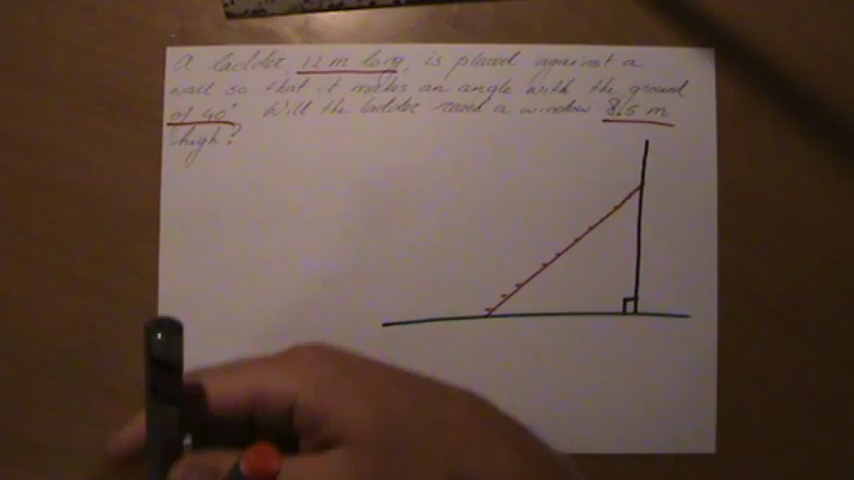 A ladder, 12 m long, is placed against a
wall so that it makes an angle with the ground
of 40° Will the ladder reach a window 8.5 m
high?